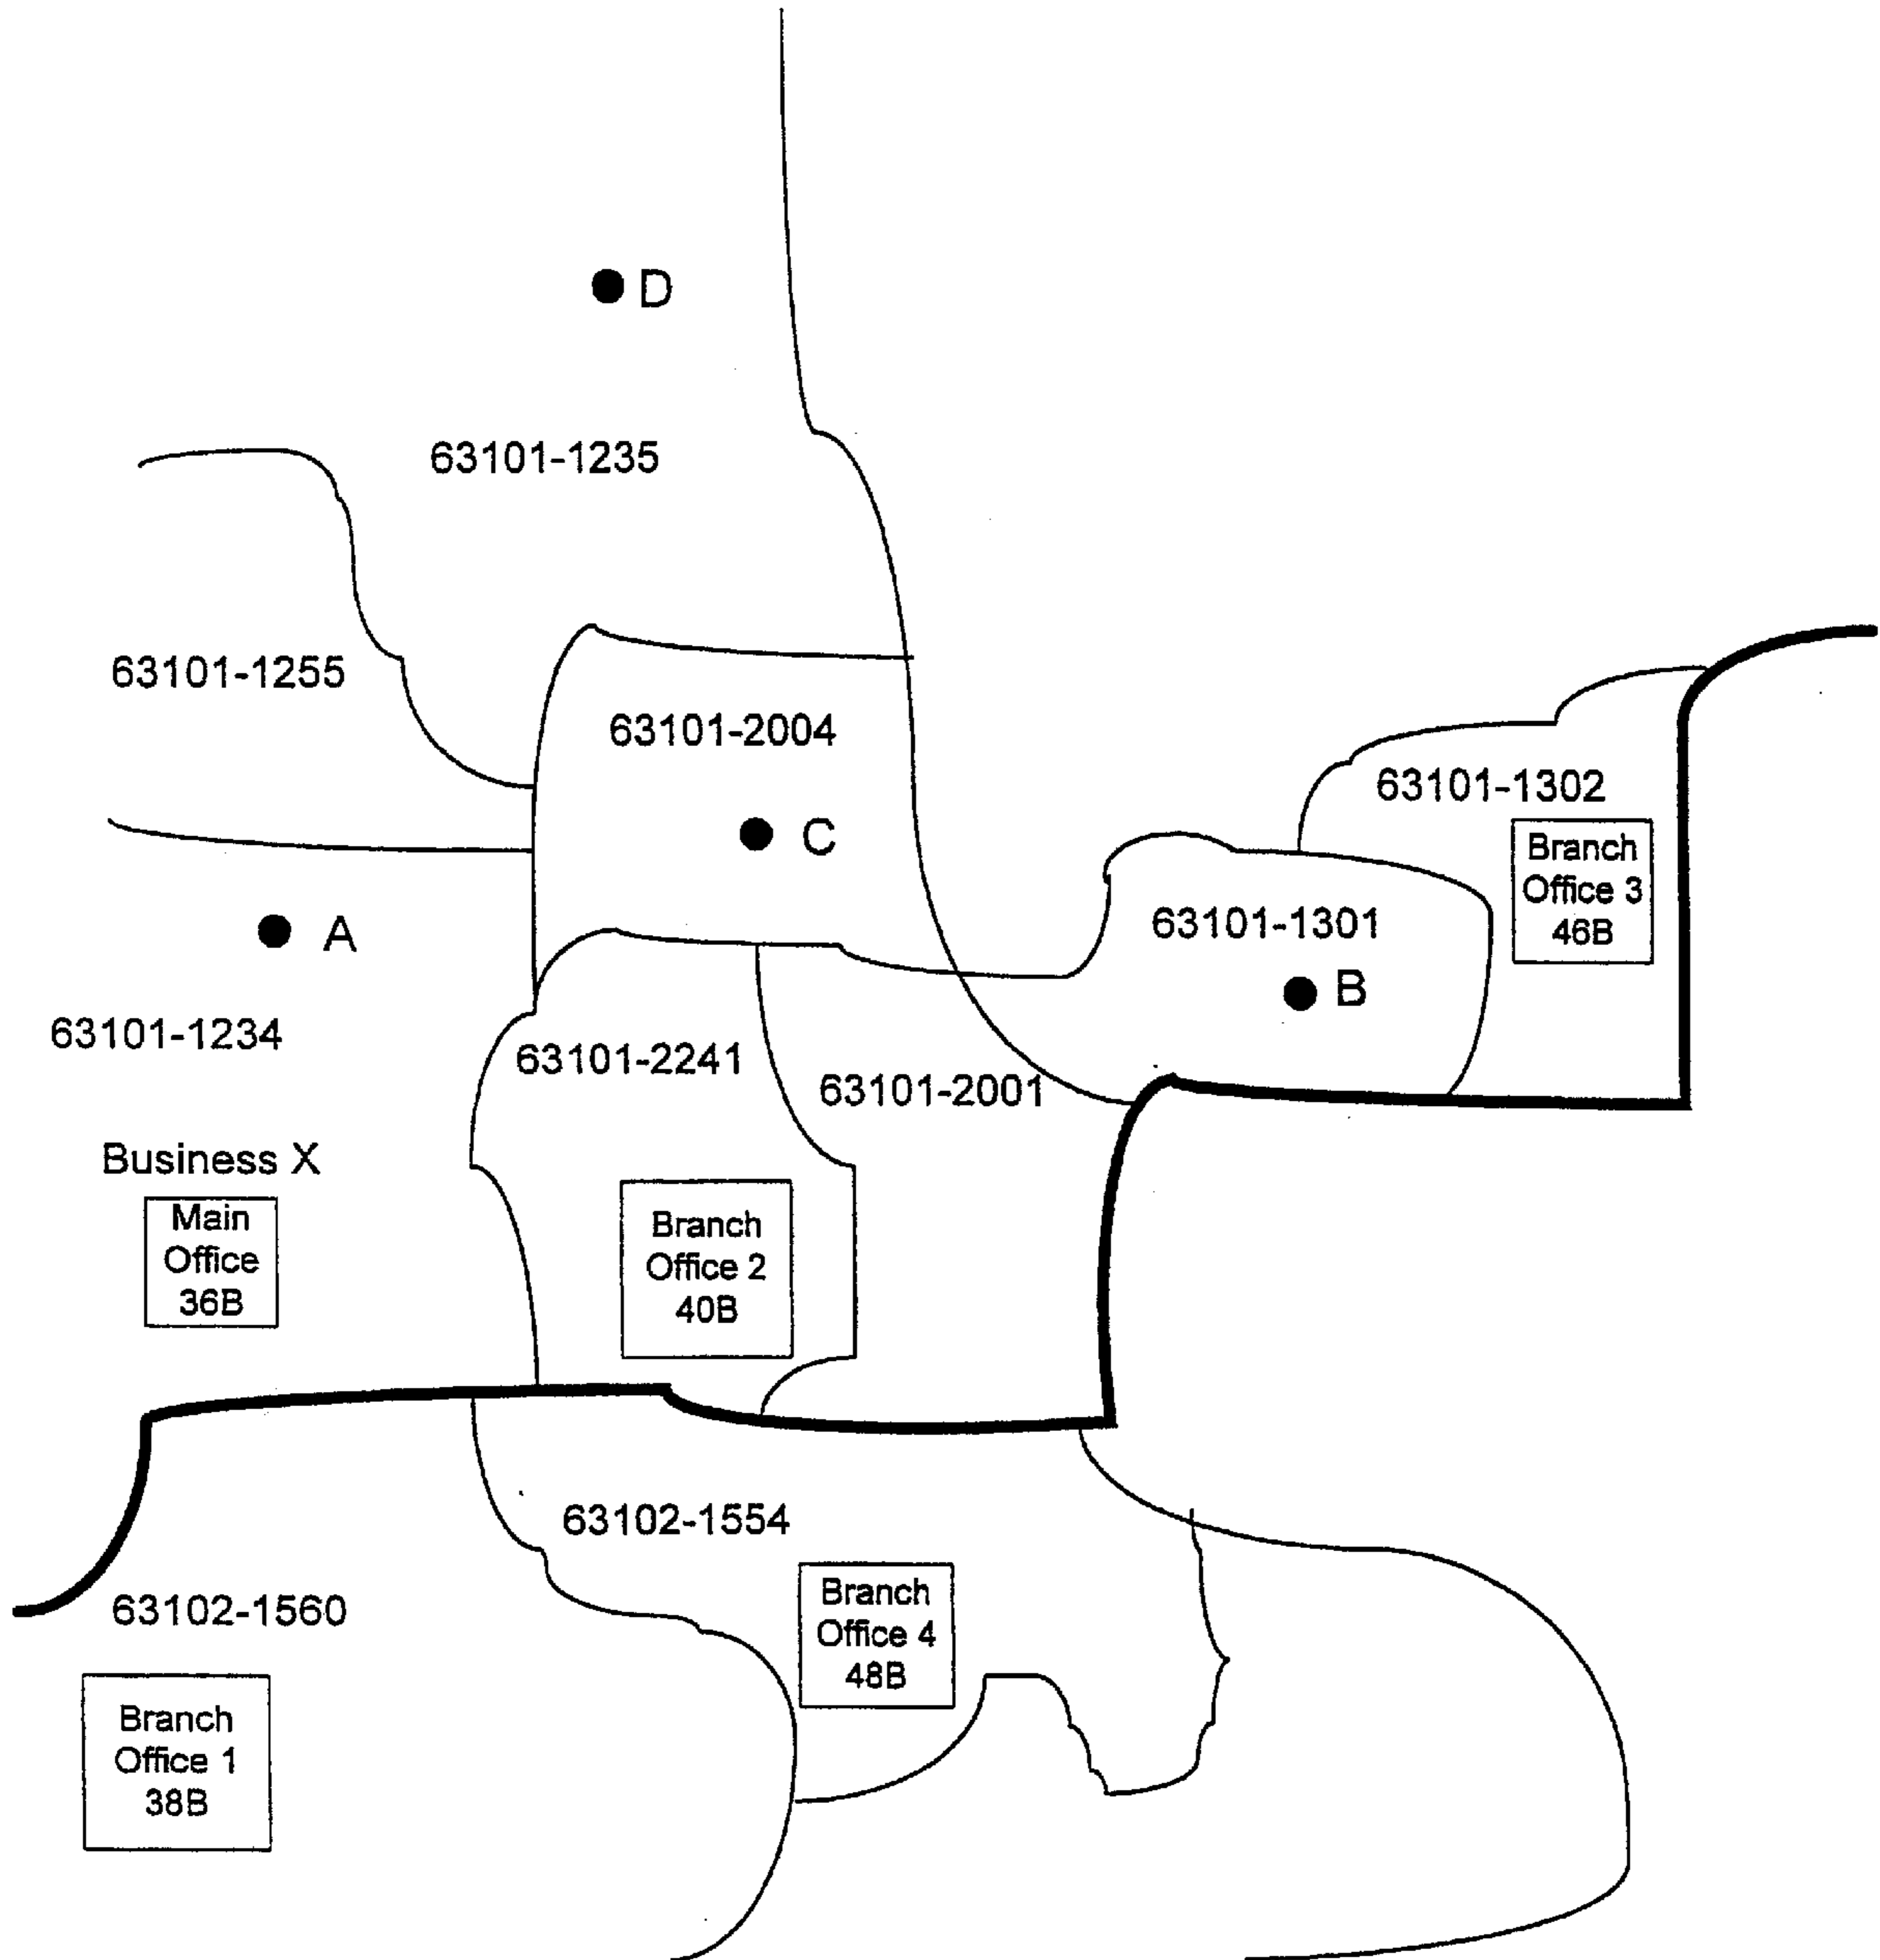 D
63101-1235
63101-1255
63101-2004
63101-1302
C
Branch
Office 3
46B
A
63101-1301
B
63101-1234
63101-2241
63101-2001
Business X
Main
Office
36B
Branch
Office 2
40B
63102-1554
63102-1560
Branch
Office 4
48B
Branch
Office 1
38B